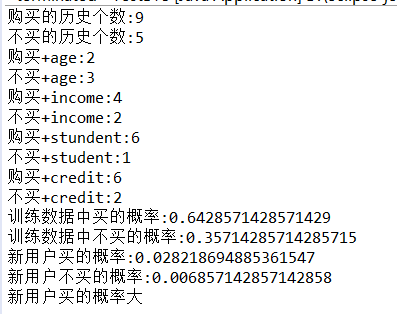 购买的历史个数:9
不买的历史个数:5
购买+age:2
不买+age:3
购买+income:4
不买+income:2
购买+stundent:6
不买+student:1
购买+credit:6
不买+credit:2
训练数据中买的概率:0.6428571428571429
训练数据中不买的概率:0.35714285714285715
新用户买的概率:0.028218694885361547
新用户不买的概率:0.006857142857142858
新用户买的概率大